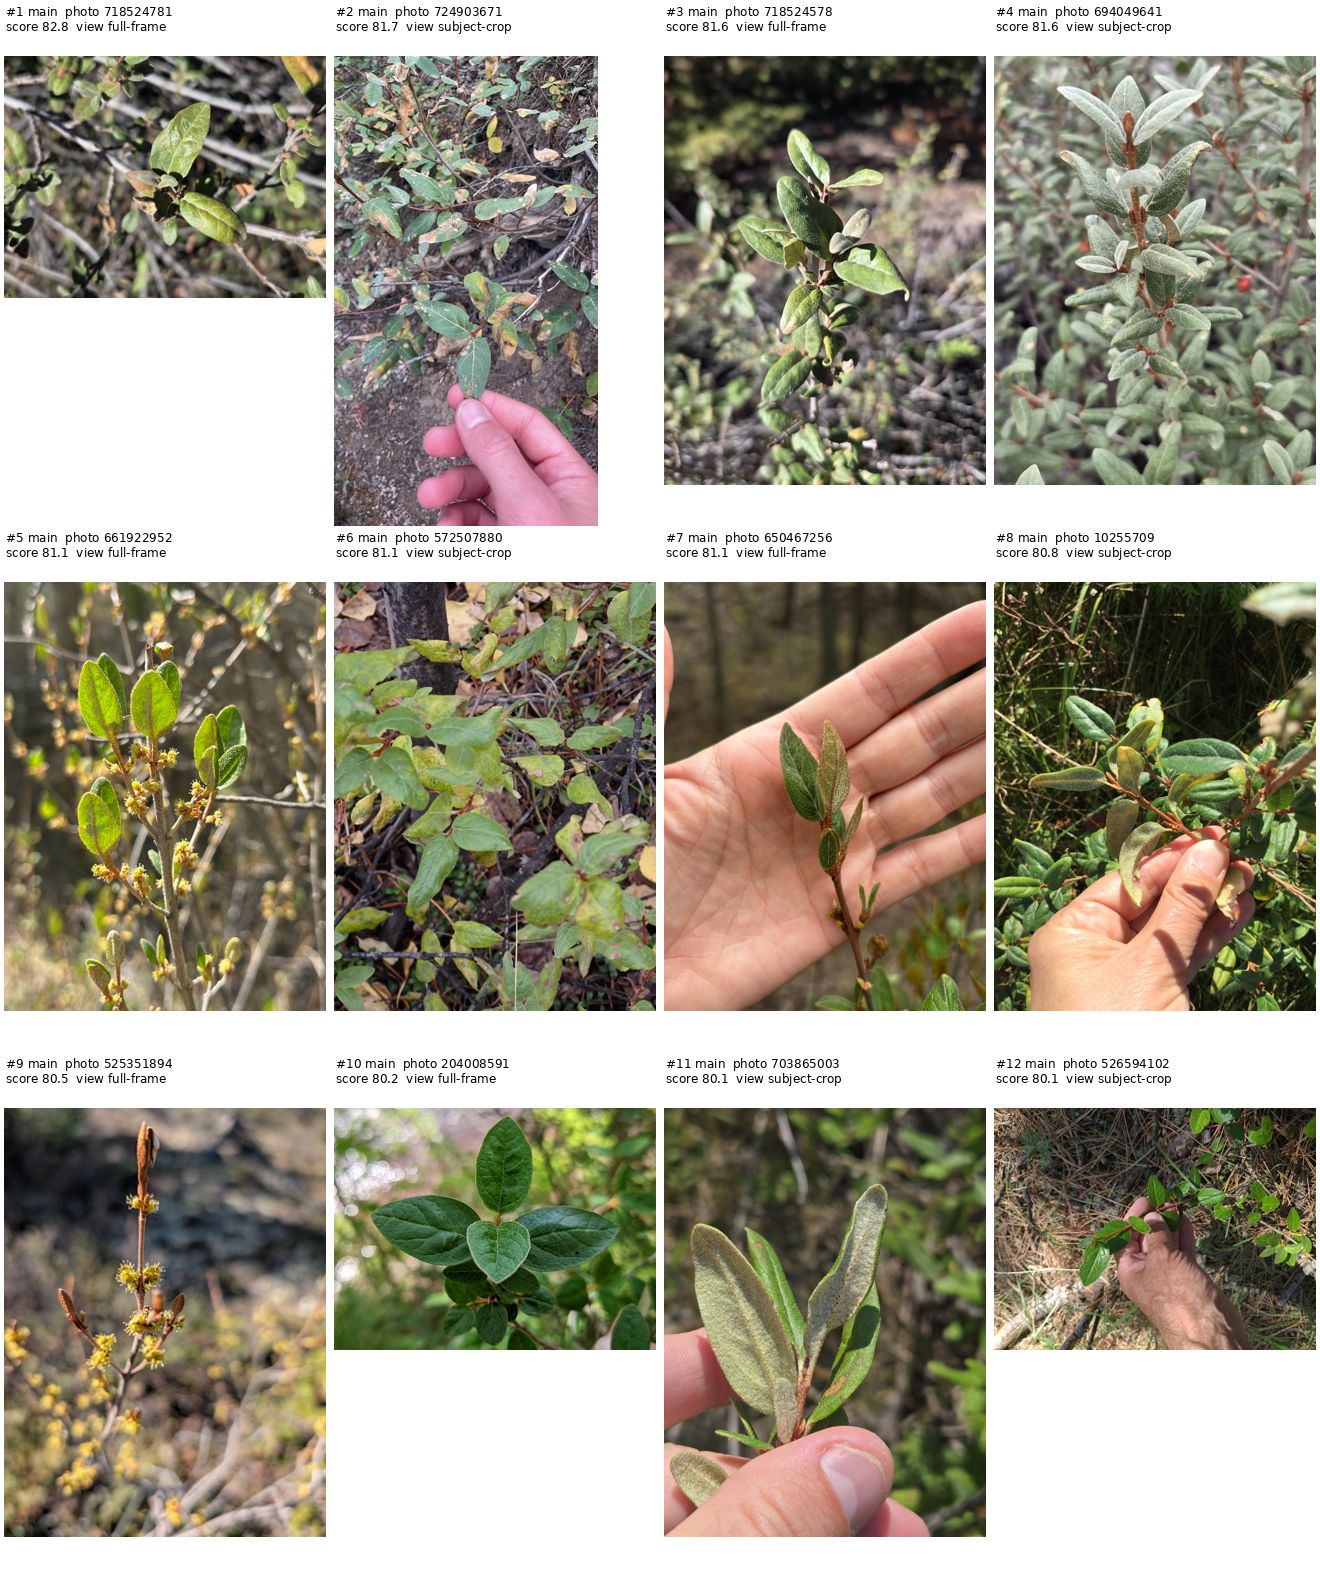 #1 main  photo 718524781
score 82.8  view full-frame
#2 main  photo 724903671
score 81.7  view subject-crop
#3 main  photo 718524578
score 81.6  view full-frame
#4 main  photo 694049641
score 81.6  view subject-crop
#5 main  photo 661922952
score 81.1  view full-frame
#6 main  photo 572507880
score 81.1  view subject-crop
#7 main  photo 650467256
score 81.1  view full-frame
#8 main  photo 10255709
score 80.8  view subject-crop
#9 main  photo 525351894
score 80.5  view full-frame
#10 main  photo 204008591
score 80.2  view full-frame
#11 main  photo 703865003
score 80.1  view subject-crop
#12 main  photo 526594102
score 80.1  view subject-crop